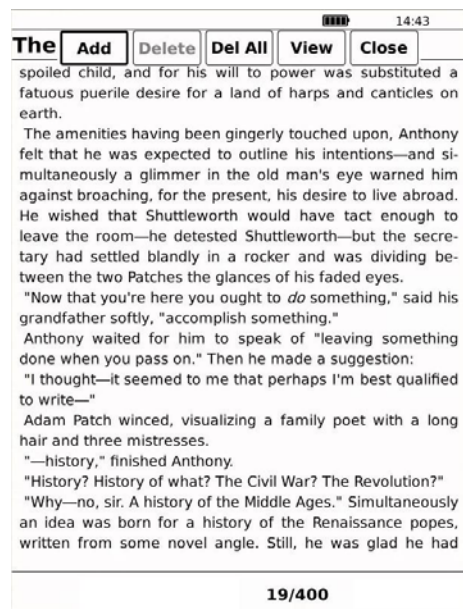 14:43
The Add Delete Del All View Close
spoiled child, and for his will to power was substituted a
fatuous puerile desire for a land of harps and canticles on
earth.
The amenities having been gingerly touched upon, Anthony
felt that he was expected to outline his intentions—and si-
multaneously a glimmer in the old man's eye warned him
against broaching, for the present, his desire to live abroad.
He wished that Shuttleworth would have tact enough to
leave the room—he detested Shuttleworth—but the secre-
tary had settled blandly in a rocker and was dividing be-
tween the two Patches the glances of his faded eyes.
"Now that you're here you ought to do something," said his
grandfather softly, "accomplish something."
Anthony waited for him to speak of "leaving something
done when you pass on." Then he made a suggestion:
"I thought—it seemed to me that perhaps I'm best qualified
to write—"
Adam Patch winced, visualizing a family poet with a long
hair and three mistresses.
"—history," finished Anthony.
"History? History of what? The Civil War? The Revolution?"
"Why—no, sir. A history of the Middle Ages." Simultaneously
an idea was born for a history of the Renaissance popes,
written from some novel angle. Still, he was glad he had
19/400